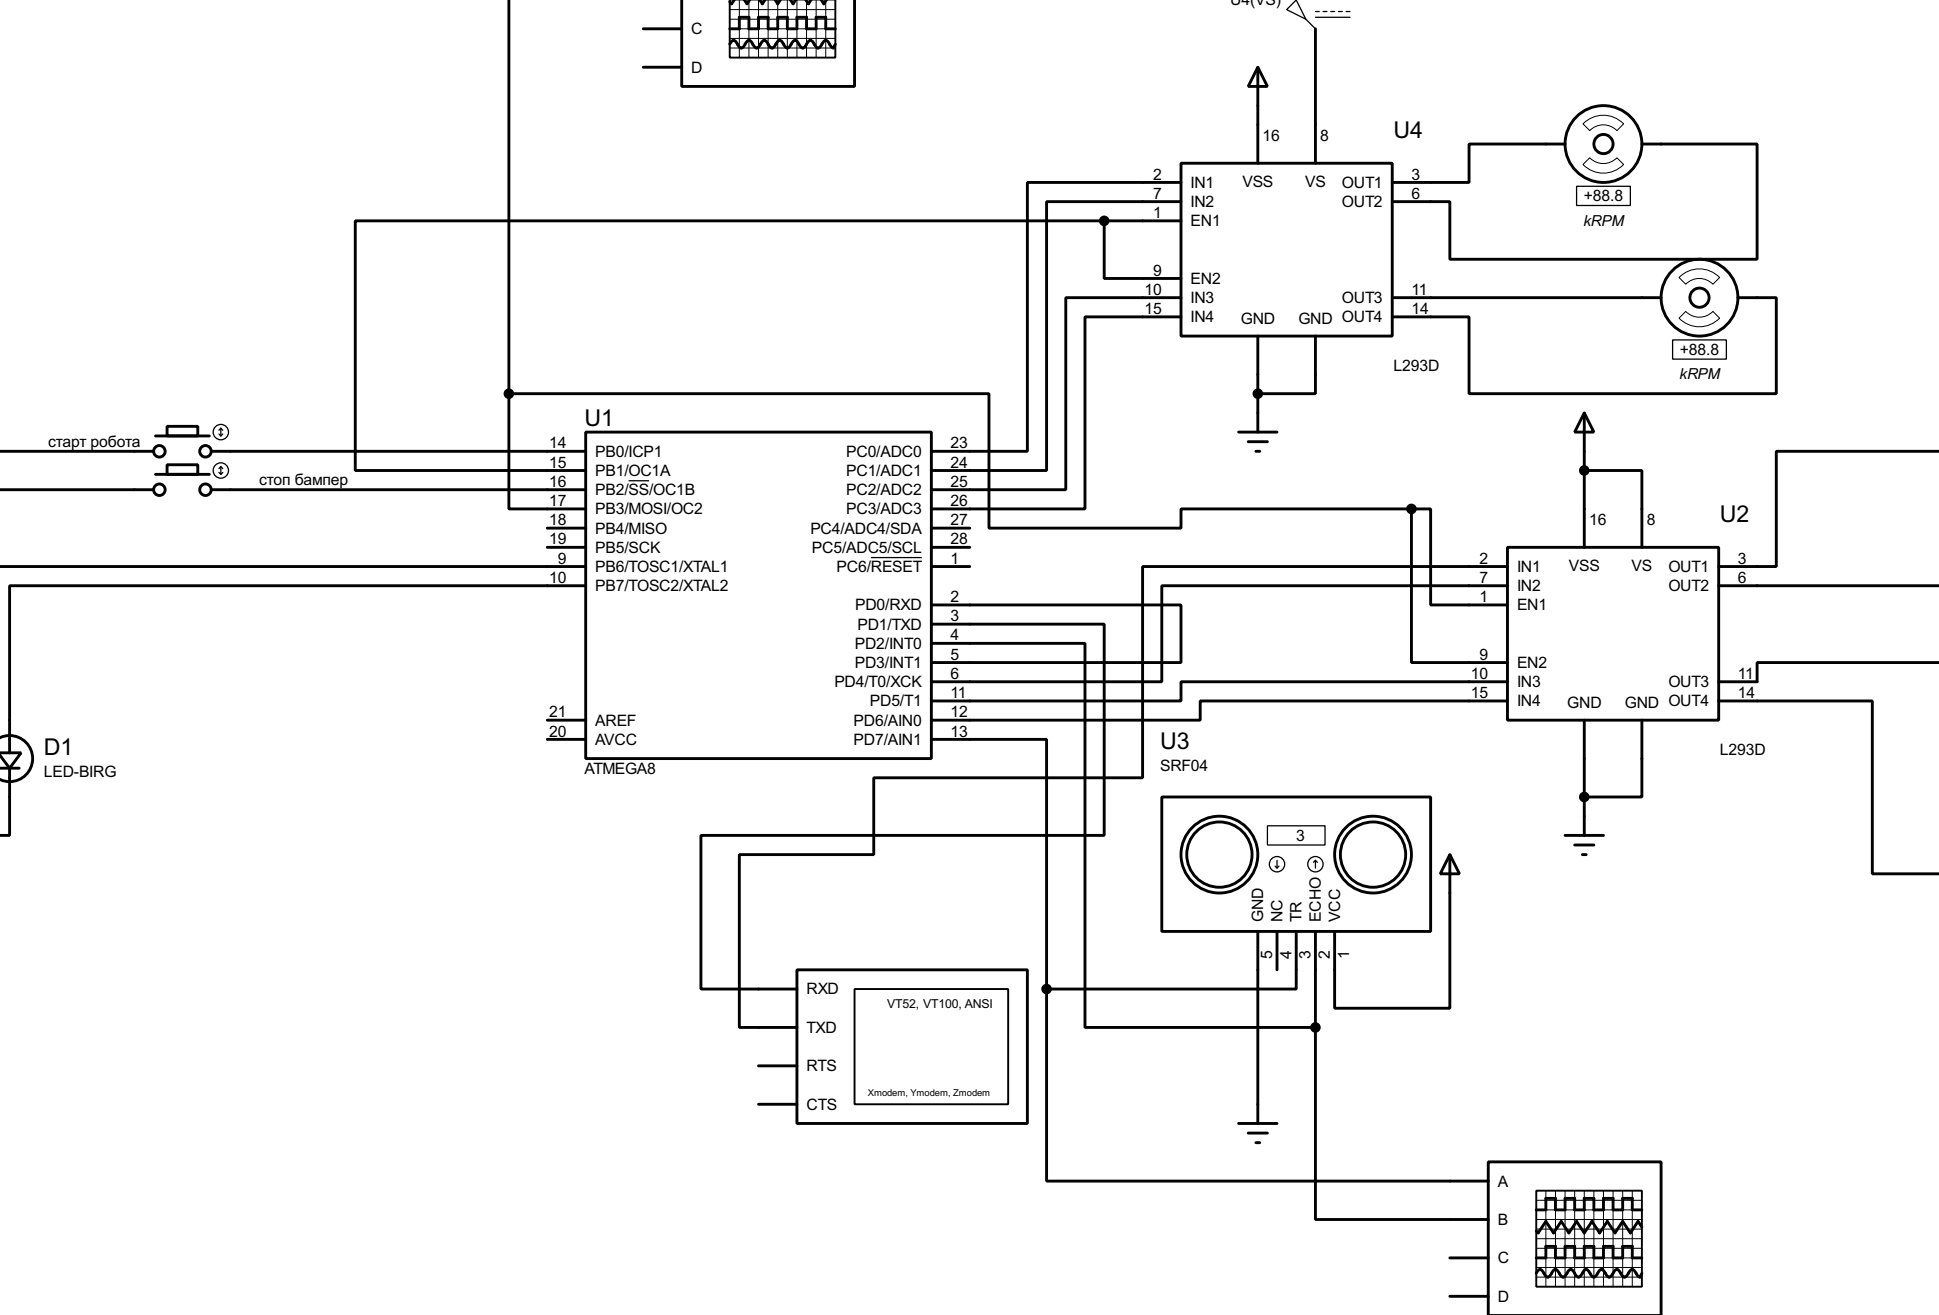 U4(VS)
C
D
16
8
U4
2
IN1
VSS
VS
OUT1
3
7
IN2
OUT2
6
1
EN1
+88.8
kRPM
9
EN2
10
IN3
OUT3
11
15
IN4
GND
GND
OUT4
14
L293D
+88.8
kRPM
старт робота
стоп бампер
U1
14
PB0/ICP1
PC0/ADC0
23
15
PB1/OC1A
PC1/ADC1
24
16
PB2/SS/OC1B
PC2/ADC2
25
17
PB3/MOSI/OC2
PC3/ADC3
26
18
PB4/MISO
PC4/ADC4/SDA
27
19
PB5/SCK
PC5/ADC5/SCL
28
9
PB6/TOSC1/XTAL1
PC6/RESET
1
10
PB7/TOSC2/XTAL2
PD0/RXD
2
PD1/TXD
3
PD2/INT0
4
PD3/INT1
5
PD4/T0/XCK
6
PD5/T1
11
21
AREF
PD6/AIN0
12
20
AVCC
PD7/AIN1
13
ATMEGA8
16
8
U2
2
IN1
VSS
VS
OUT1
3
7
IN2
OUT2
6
1
EN1
9
EN2
10
IN3
OUT3
11
15
IN4
GND
GND
OUT4
14
L293D
D1
LED-BIRG
U3
SRF04
3
GND
NC
TR
ECHO
VCC
5
4
3
2
1
RXD
VT52, VT100, ANSI
TXD
RTS
Xmodem, Ymodem, Zmodem
CTS
A
B
C
D